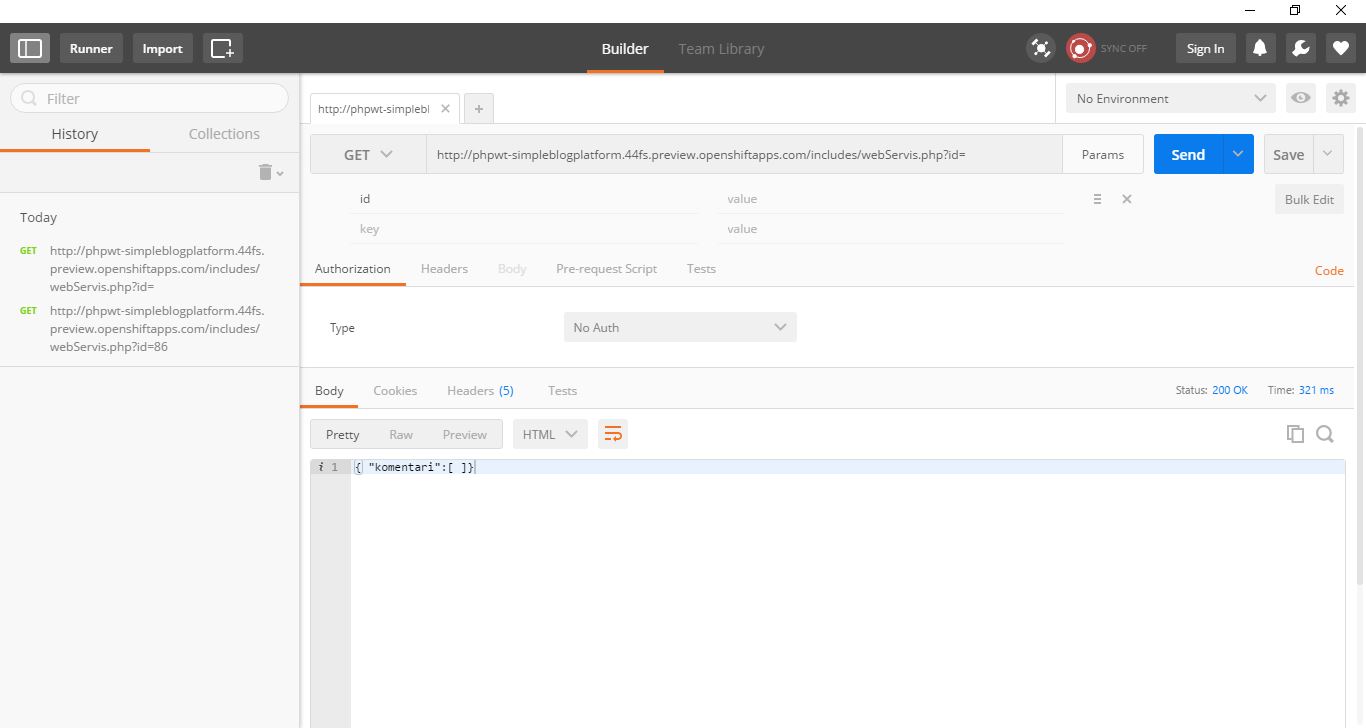 Runner Import Builder Team Library SYNC OFF Sign In
Filter
History Collections
Today
GET http://phpwt-simpleblogplatform.44fs.
preview.openshiftapps.com/includes/
webServis.php?id=
GET http://phpwt-simpleblogplatform.44fs.
preview.openshiftapps.com/includes/
webServis.php?id=86
http://phpwt-simplebl No Environment
GET http://phpwt-simpleblogplatform.44fs.preview.openshiftapps.com/includes/webServis.php?id= Params Send Save
id value Bulk Edit
key value
Authorization Headers Body Pre-request Script Tests Code
Type No Auth
Body Cookies Headers (5) Tests Status: 200 OK Time: 321 ms
Pretty Raw Preview HTML
i 1 { "komentari":[ ]}